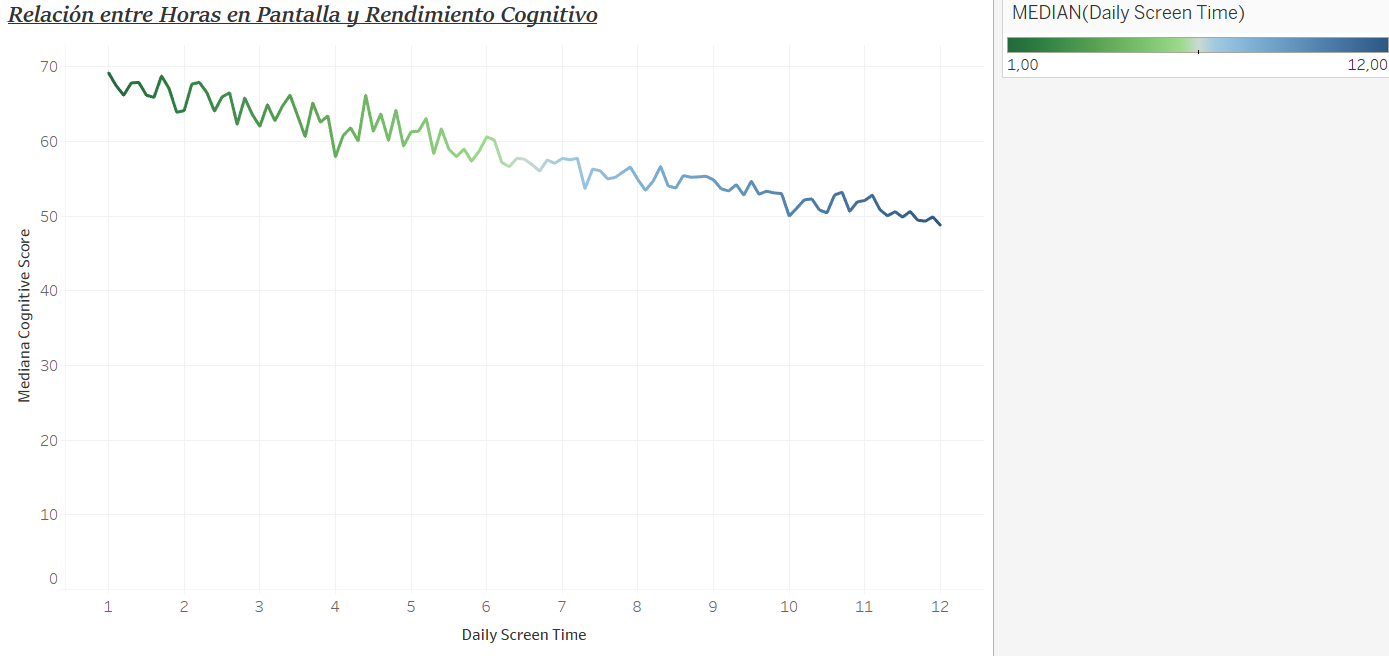 Relación entre Horas en Pantalla y Rendimiento Cognitivo
MEDIAN(Daily Screen Time)
1,00 12,00
Mediana Cognitive Score
70
60
50
40
30
20
10
0
1 2 3 4 5 6 7 8 9 10 11 12
Daily Screen Time